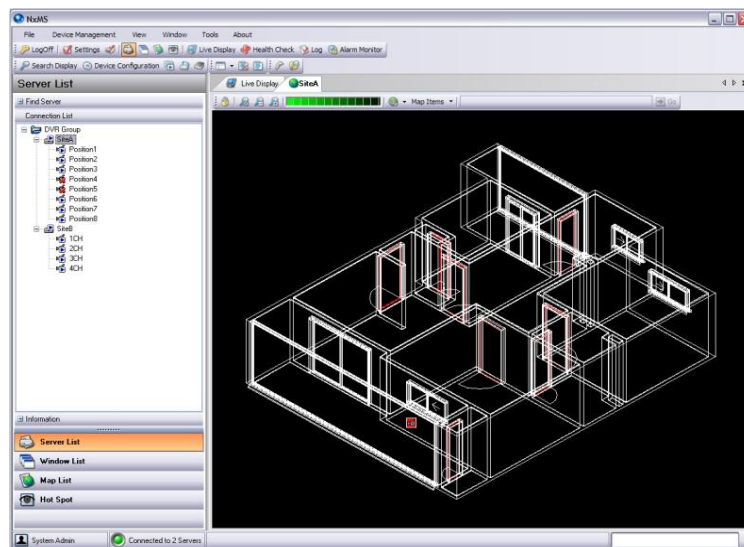 NxMS
File Device Management View Window Tools About
LogOff Settings Live Display Health Check Log Alarm Monitor
Search Display Device Configuration
Server List
Live Display SiteA
Find Server
Map Items Go
Connection List
DVR Group
SiteA
Position1
Position2
Position3
Position4
Position5
Position6
Position7
Position8
SiteB
1CH
2CH
3CH
4CH
Information
Server List
Window List
Map List
Hot Spot
System Admin Connected to 2 Servers